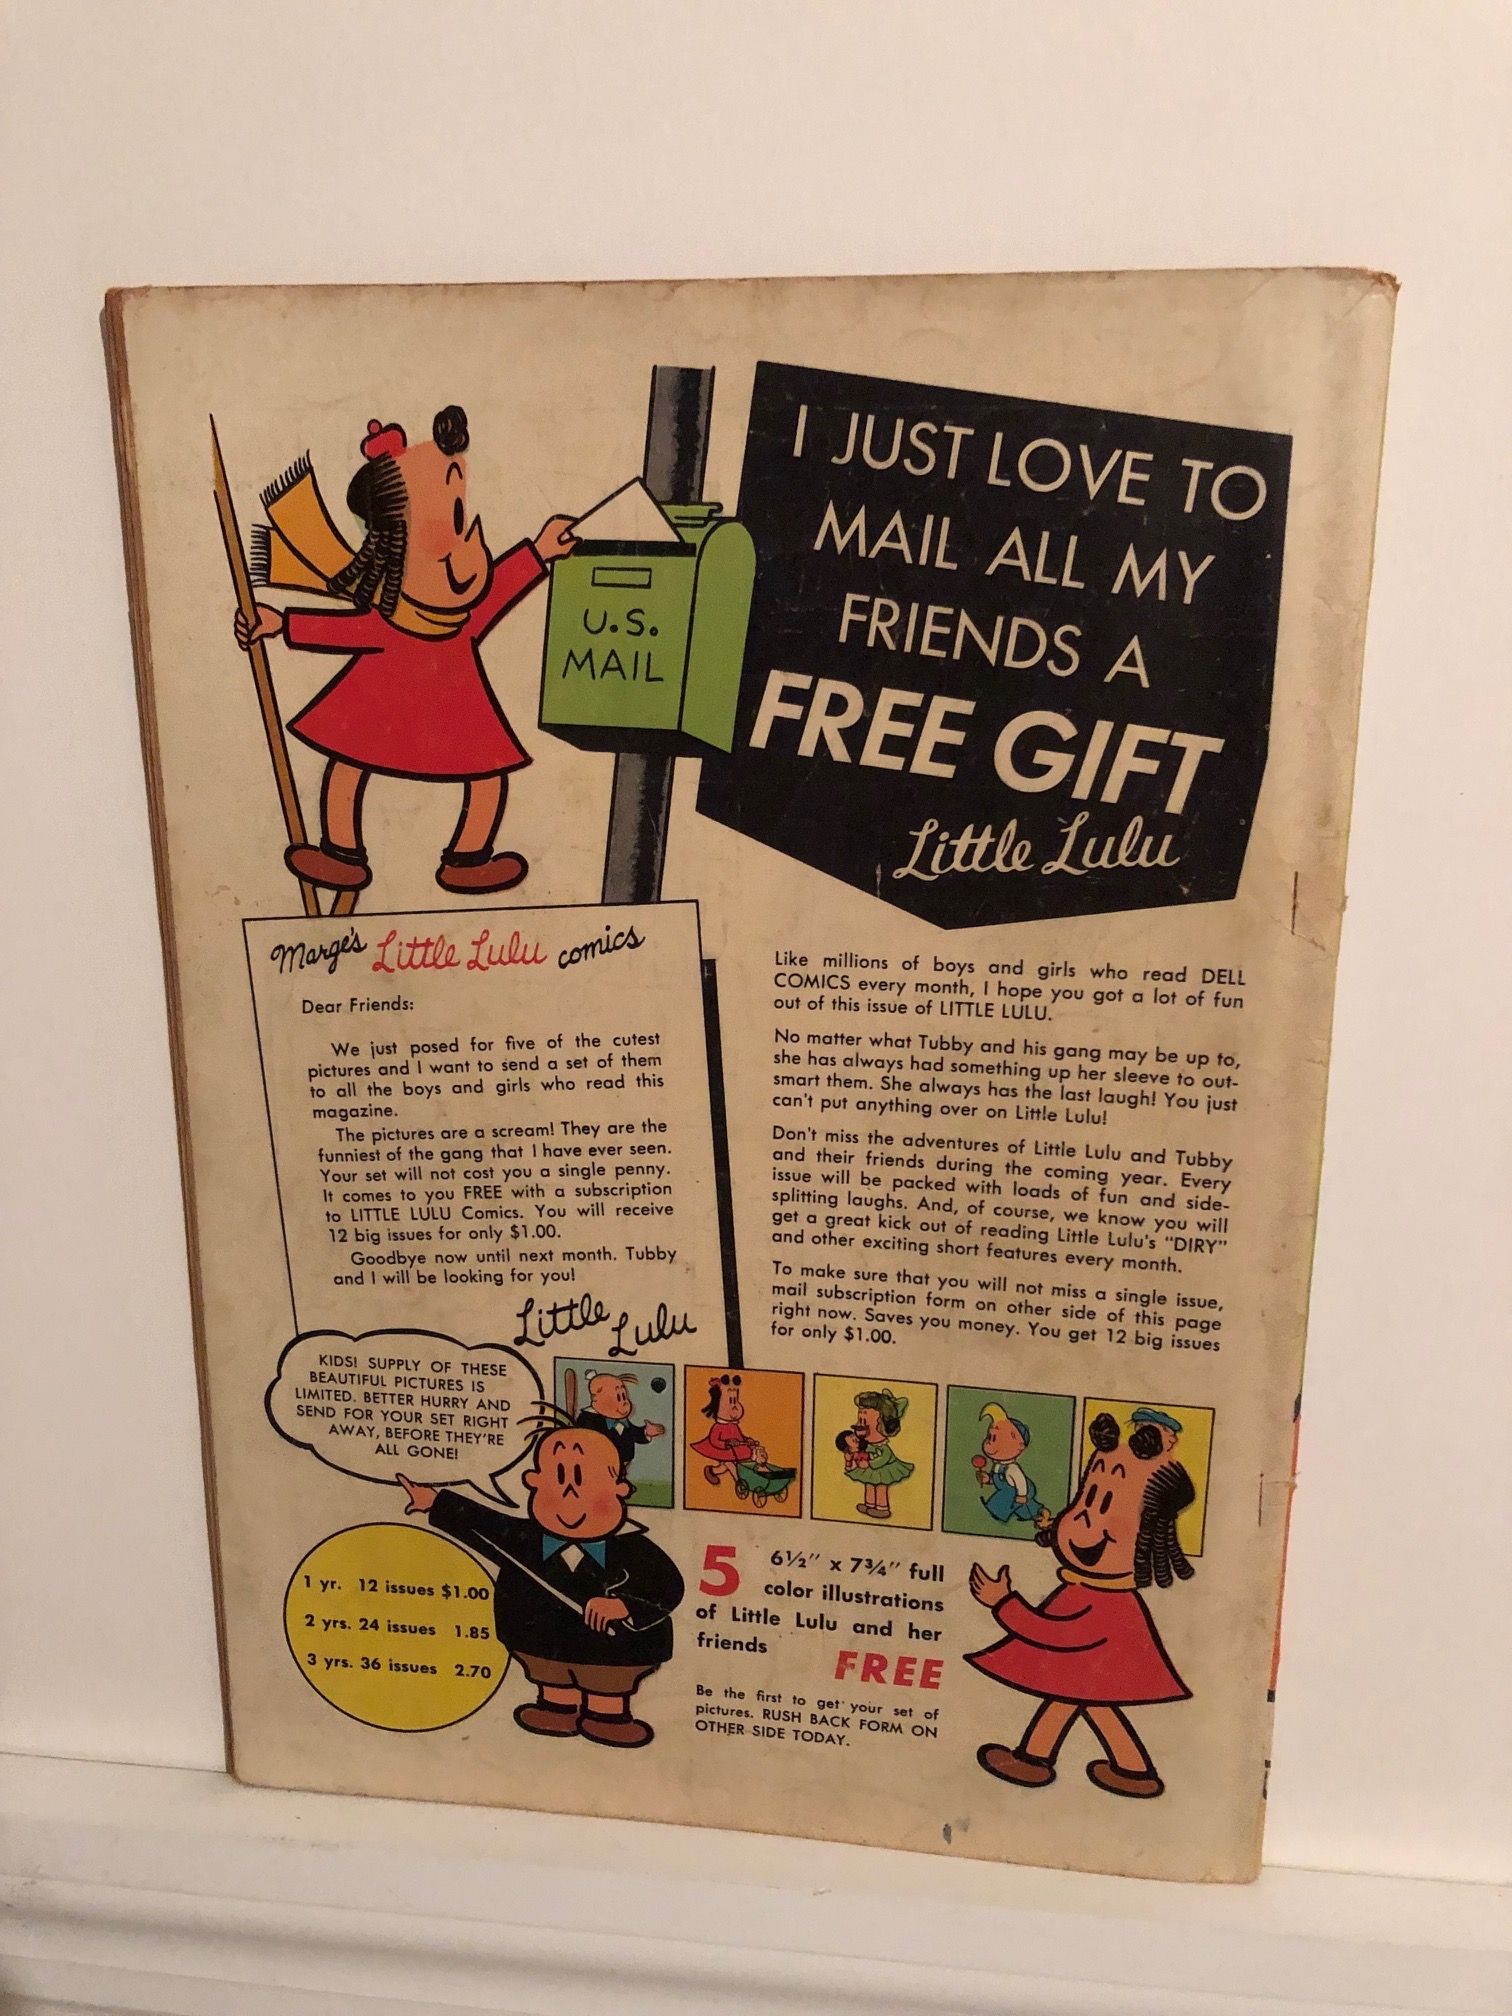 I JUST LOVE TO
MAIL ALL MY
FRIENDS A
FREE GIFT
Little Lulu
U.S.
MAIL
Marge's Little Lulu comics
Dear Friends:
We just posed for five of the cutest
pictures and I want to send a set of them
to all the boys and girls who read this
magazine.
The pictures are a scream! They are the
funniest of the gang that I have ever seen.
Your set will not cost you a single penny.
It comes to you FREE with a subscription
to LITTLE LULU Comics. You will receive
12 big issues for only $1.00.
Goodbye now until next month. Tubby
and I will be looking for you!
Little Lulu
Like millions of boys and girls who read DELL
COMICS every month, I hope you got a lot of fun
out of this issue of LITTLE LULU.
No matter what Tubby and his gang may be up to,
she has always had something up her sleeve to out-
smart them. She always has the last laugh! You just
can't put anything over on Little Lulu!
Don't miss the adventures of Little Lulu and Tubby
and their friends during the coming year. Every
issue will be packed with loads of fun and side-
splitting laughs. And, of course, we know you will
get a great kick out of reading Little Lulu's "DIRY"
and other exciting short features every month.
To make sure that you will not miss a single issue,
mail subscription form on other side of this page
right now. Saves you money. You get 12 big issues
for only $1.00.
KIDS! SUPPLY OF THESE
BEAUTIFUL PICTURES IS
LIMITED. BETTER HURRY AND
SEND FOR YOUR SET RIGHT
AWAY, BEFORE THEY'RE
ALL GONE!
1 yr. 12 issues $1.00
2 yrs. 24 issues 1.85
3 yrs. 36 issues 2.70
5 6½" x 7¾" full
color illustrations
of Little Lulu and her
friends FREE
Be the first to get your set of
pictures. RUSH BACK FORM ON
OTHER SIDE TODAY.